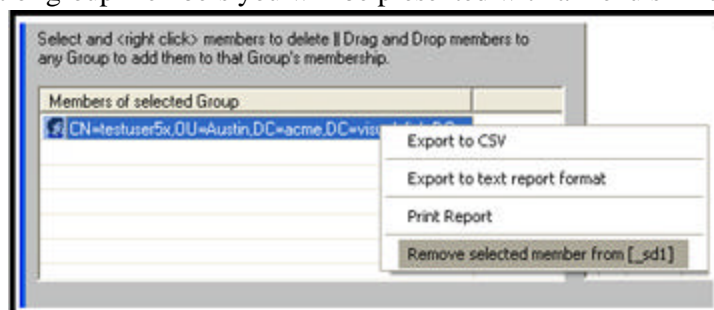 Select and <right click> members to delete || Drag and Drop members to
any Group to add them to that Group's membership.
Members of selected Group
CN=testuser5x,OU=Austin,DC=acme,DC=
Export to CSV
Export to text report format
Print Report
Remove selected member from [_sd1]